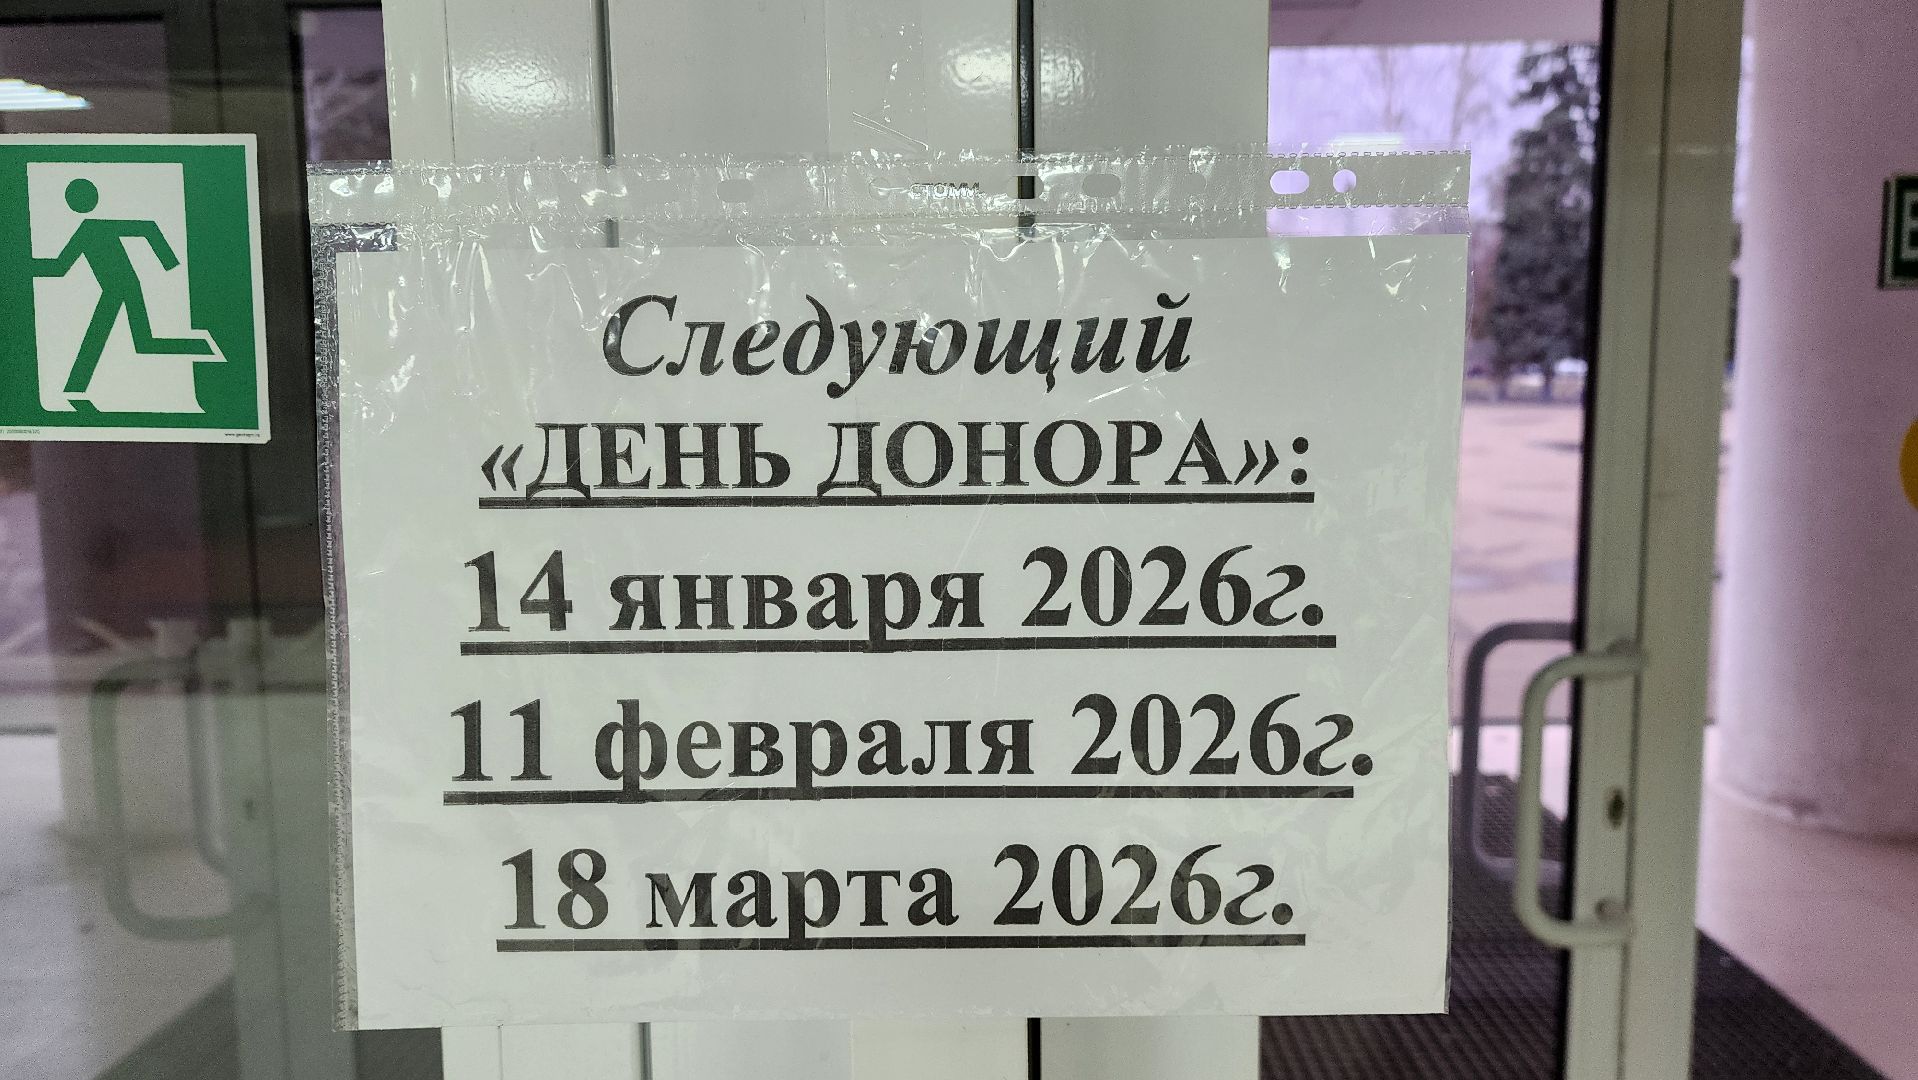 Следующий
«ДЕНЬ ДОНОРА»:
14 января 2026г.
11 февраля 2026г.
18 марта 2026г.